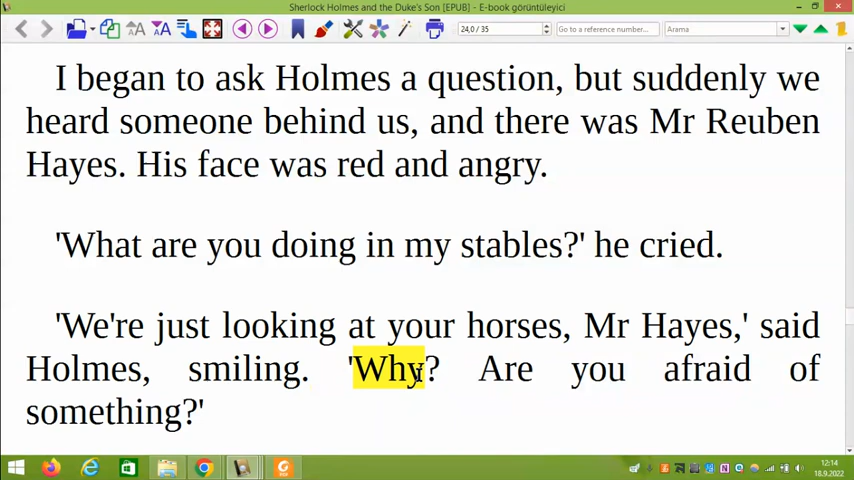 Sherlock Holmes and the Duke's Son [EPUB] - E-book görüntüleyici
24,0 / 35
Go to a reference number...
Arama
I began to ask Holmes a question, but suddenly we
heard someone behind us, and there was Mr Reuben
Hayes. His face was red and angry.
'What are you doing in my stables?' he cried.
'We're just looking at your horses, Mr Hayes,' said
Holmes, smiling. 'Why? Are you afraid of
something?'
12:14
18.9.2022